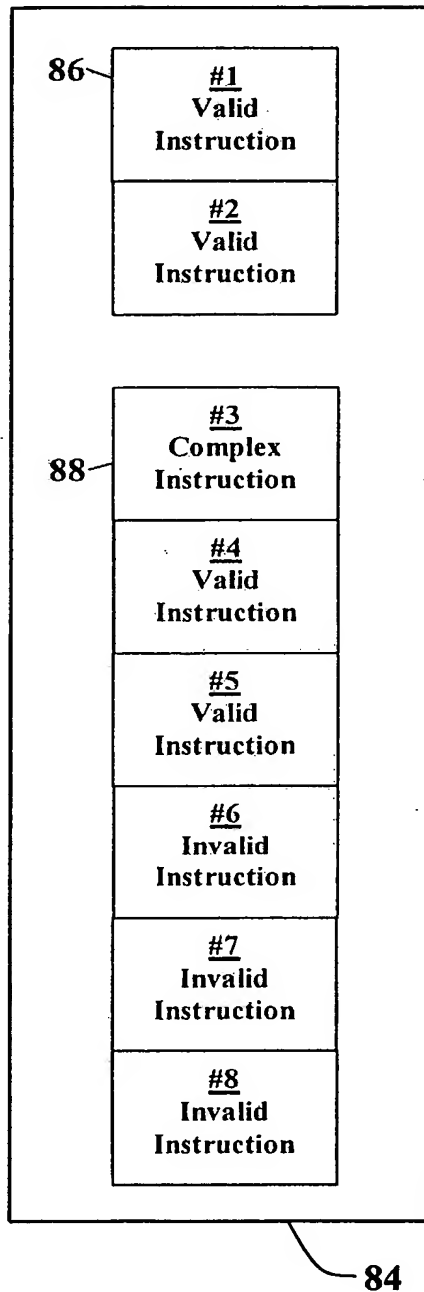 86
#1
Valid
Instruction
#2
Valid
Instruction
#3
Complex
88
Instruction
#4
Valid
Instruction
#5
Valid
Instruction
#6
Invalid
Instruction
#7
Invalid
Instruction
#8
Invalid
Instruction
84